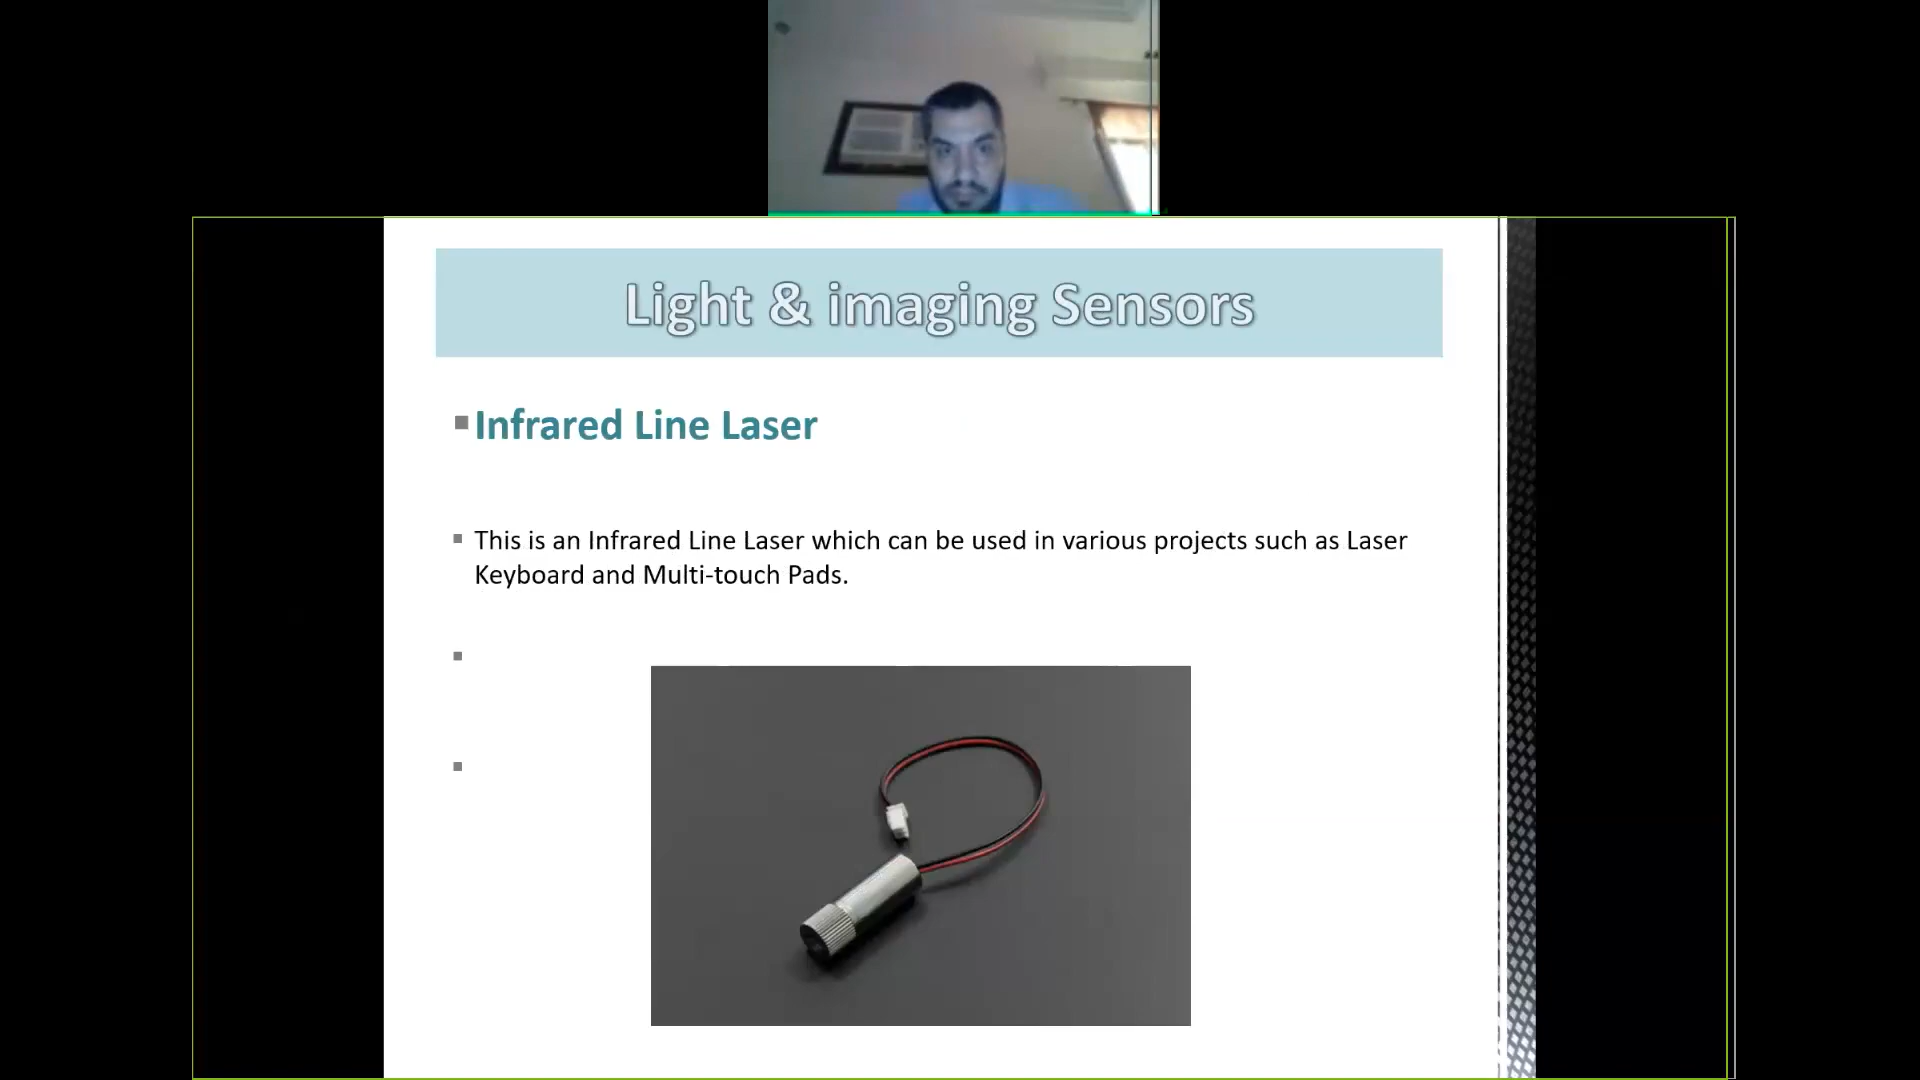 Light & imaging Sensors
Infrared Line Laser
This is an Infrared Line Laser which can be used in various projects such as Laser
Keyboard and Multi-touch Pads.